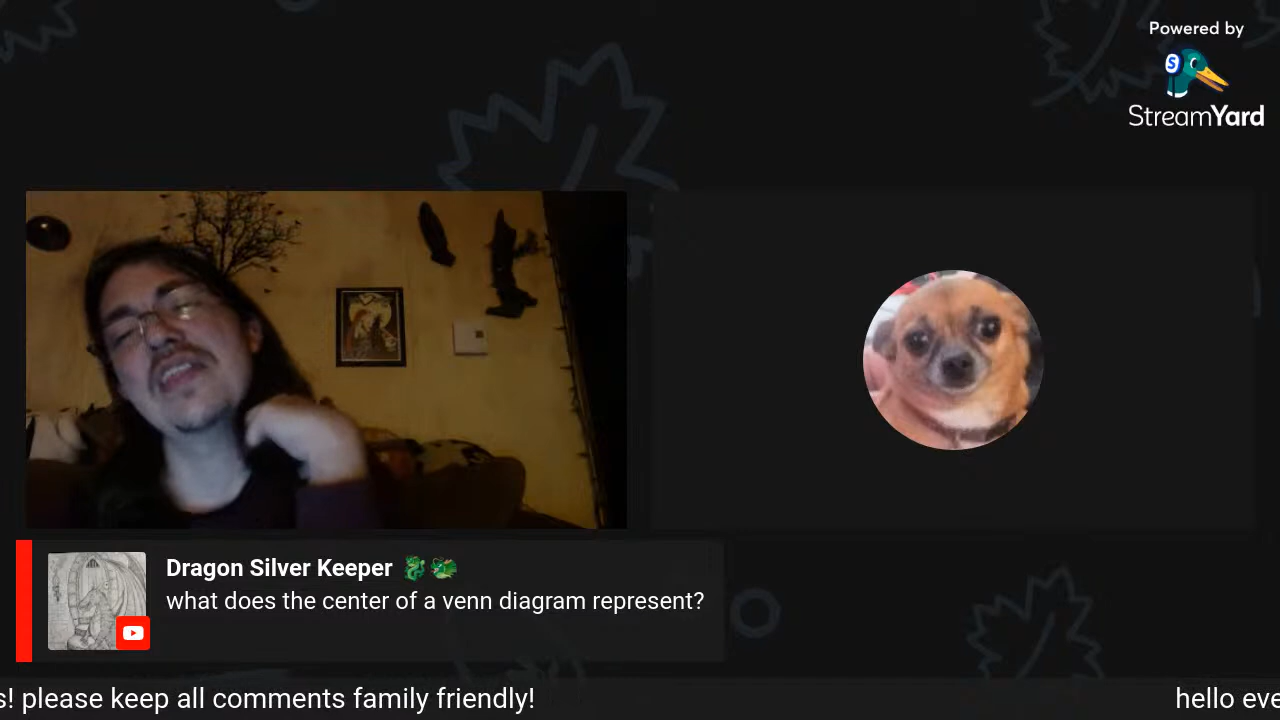 Powered by
StreamYard
Dragon Silver Keeper 🐉🐲
what does the center of a venn diagram represent?
s! please keep all comments family friendly!
hello eve